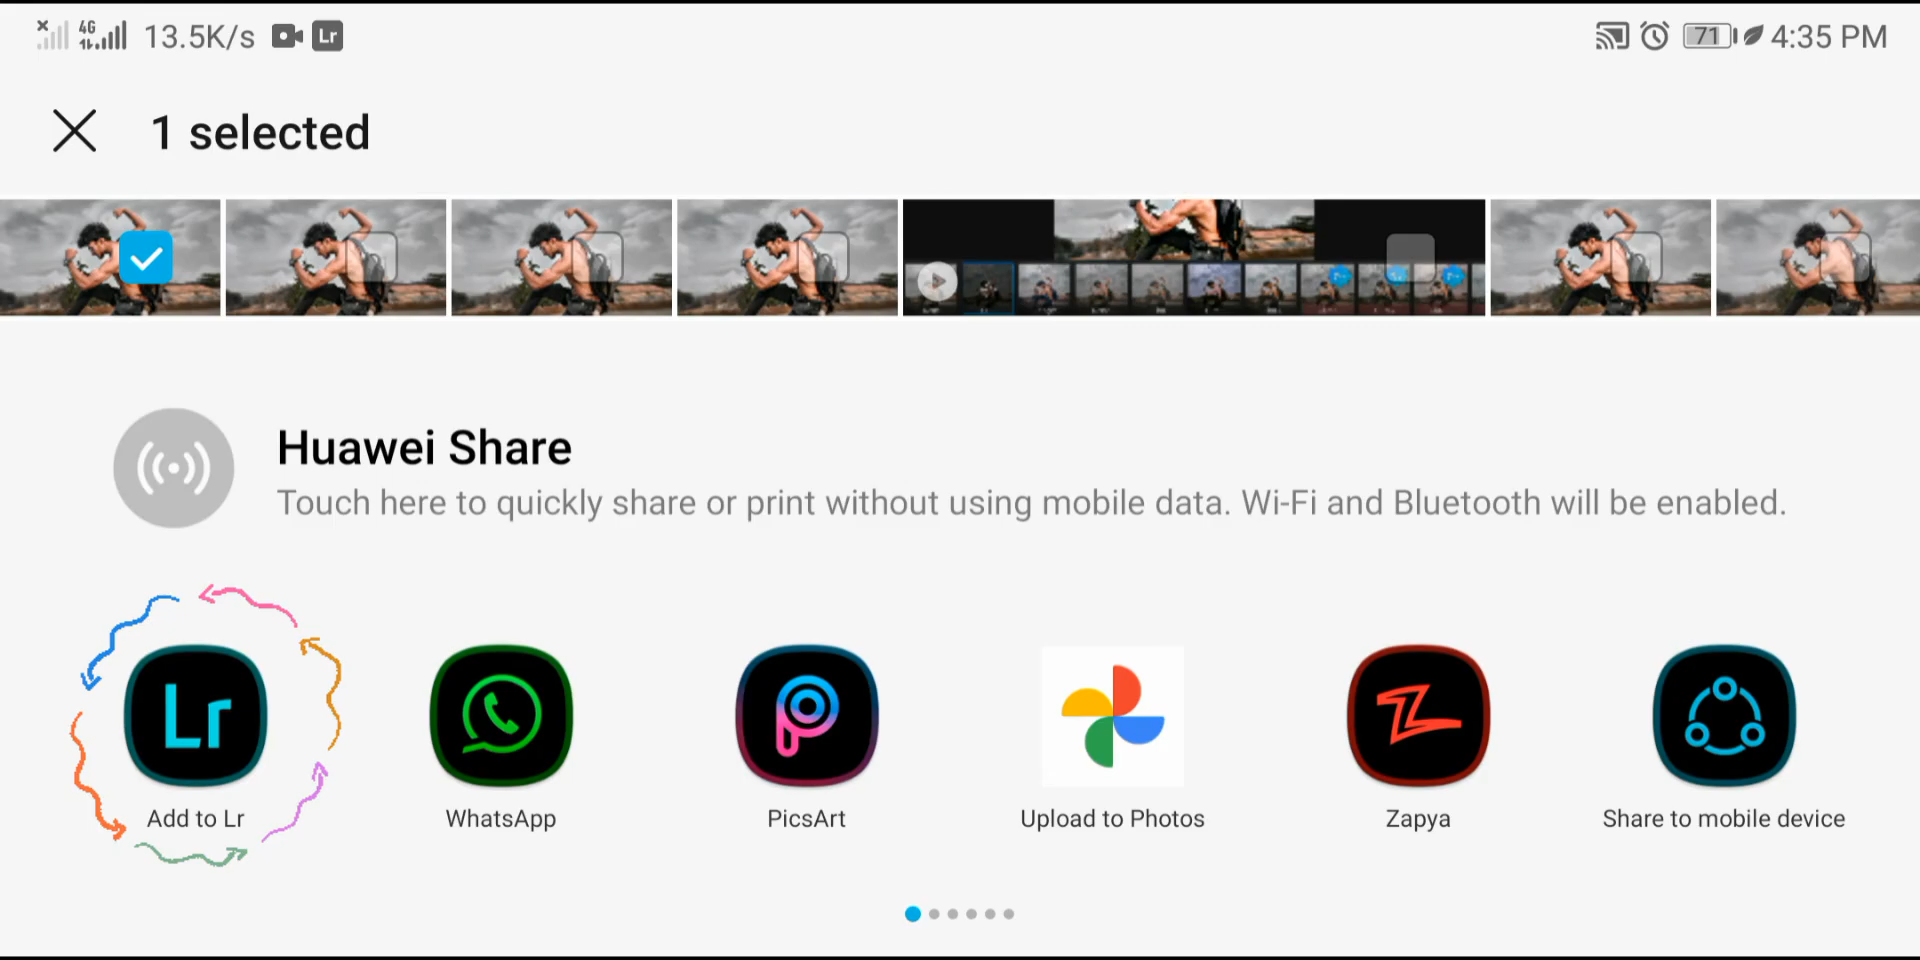 4G 13.5K/s Lr 71 4:35 PM
1 selected
Huawei Share
Touch here to quickly share or print without using mobile data. Wi-Fi and Bluetooth will be enabled.
Lr
Add to Lr WhatsApp PicsArt Upload to Photos Zapya Share to mobile device